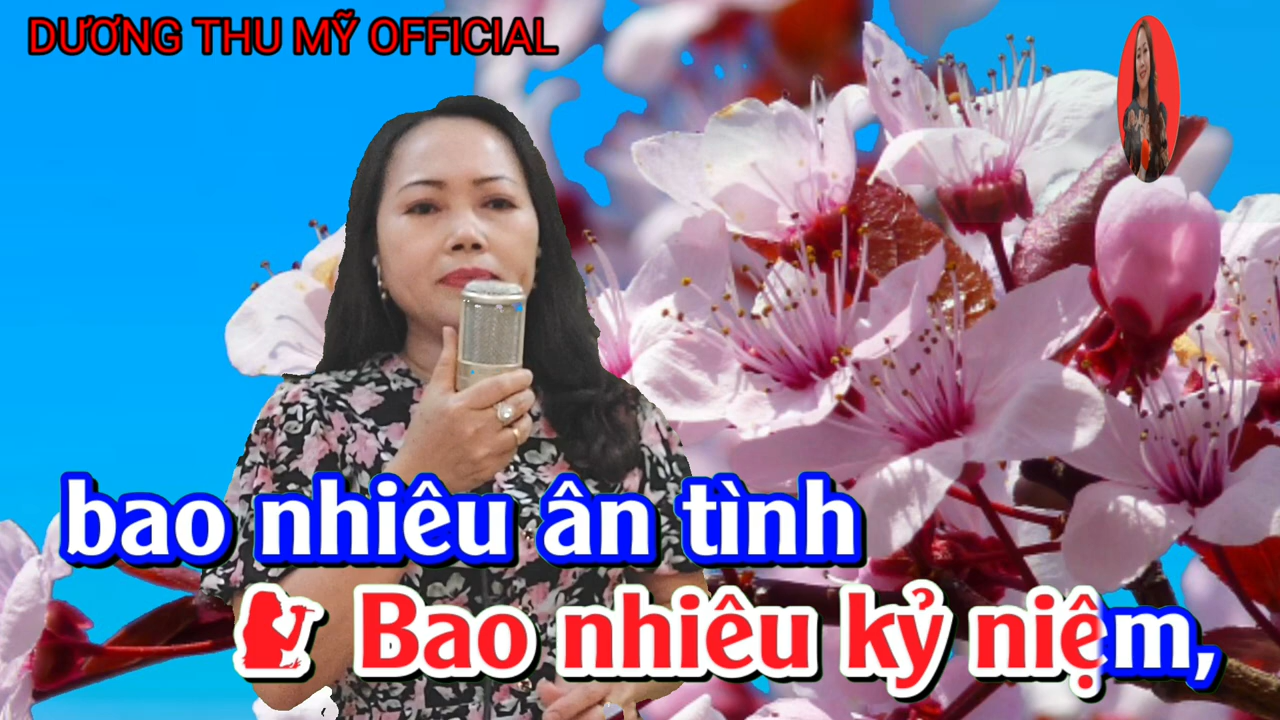 DƯƠNG THU MỸ OFFICIAL
bao nhiêu ân tình
Bao nhiêu kỷ niệm,